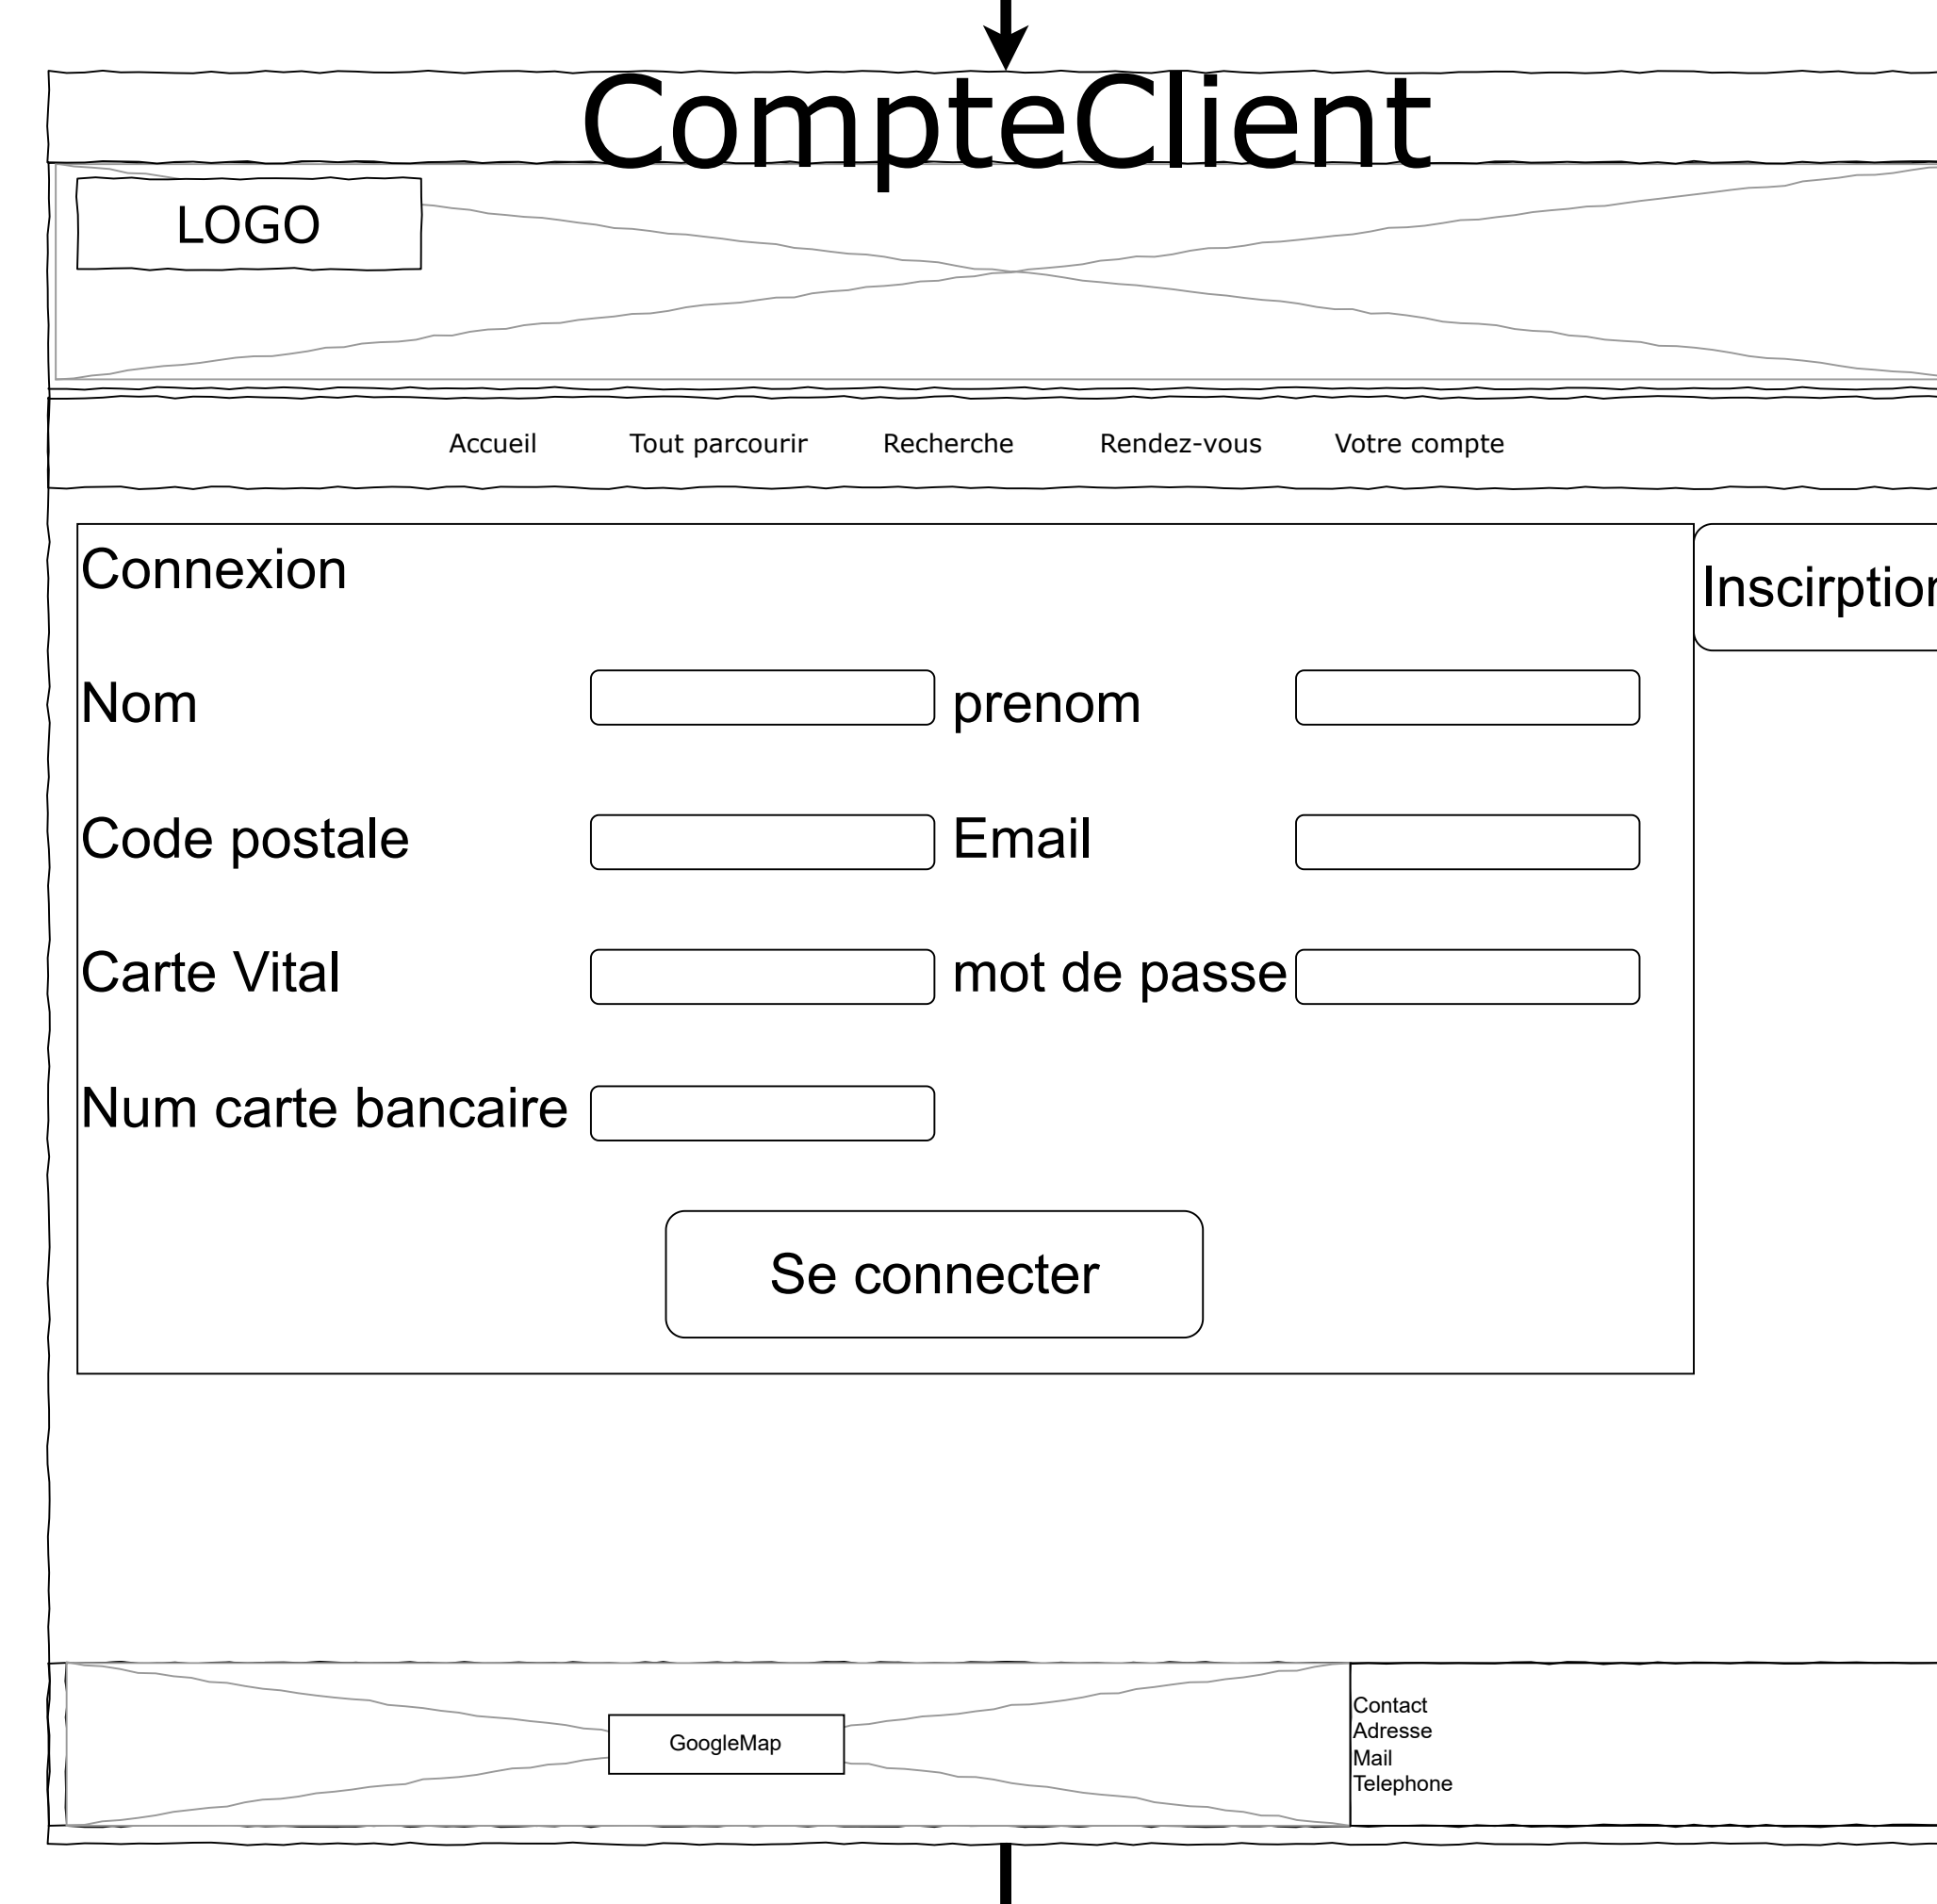 CompteClient
LOGO
Accueil Tout parcourir Recherche Rendez-vous Votre compte
Connexion
Inscirption
Nom prenom
Code postale Email
Carte Vital mot de passe
Num carte bancaire
Se connecter
GoogleMap
Contact
Adresse
Mail
Telephone